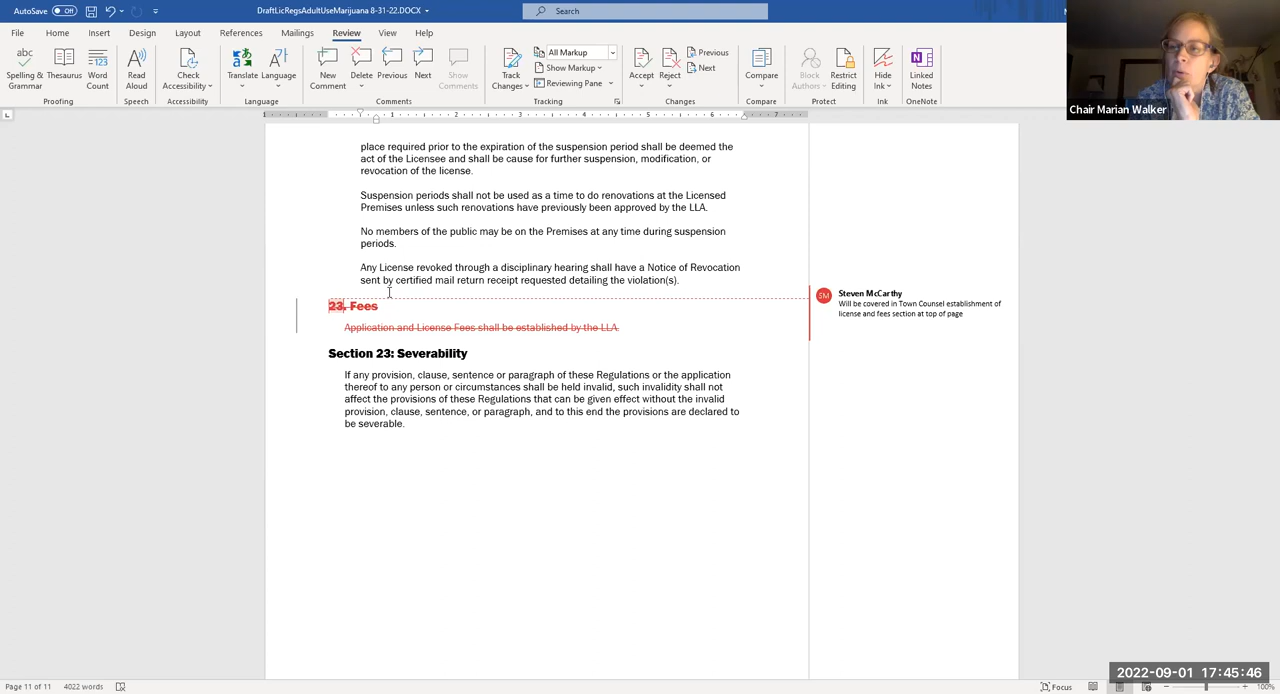 AutoSave Off DraftLicRegsAdultUseMarijuana 8-31-22.DOCX Search
File Home Insert Design Layout References Mailings Review View Help
abc Spelling & Grammar Thesaurus 123 Word Count Proofing
A Read Aloud Speech
Check Accessibility Accessibility
Translate Language Language
New Comment Delete Previous Next Show Comments Comments
Track Changes All Markup Show Markup Reviewing Pane Tracking
Accept Reject Previous Next Changes
Compare Compare
Block Authors Restrict Editing Protect
Hide Ink Ink
N Linked Notes OneNote
Chair Marian Walker
1 1 2 3 4 5 6 7
place required prior to the expiration of the suspension period shall be deemed the
act of the Licensee and shall be cause for further suspension, modification, or
revocation of the license.
Suspension periods shall not be used as a time to do renovations at the Licensed
Premises unless such renovations have previously been approved by the LLA.
No members of the public may be on the Premises at any time during suspension
periods.
Any License revoked through a disciplinary hearing shall have a Notice of Revocation
sent by certified mail return receipt requested detailing the violation(s).
23. Fees
Application and License Fees shall be established by the LLA.
SM Steven McCarthy
Will be covered in Town Counsel establishment of
license and fees section at top of page
Section 23: Severability
If any provision, clause, sentence or paragraph of these Regulations or the application
thereof to any person or circumstances shall be held invalid, such invalidity shall not
affect the provisions of these Regulations that can be given effect without the invalid
provision, clause, sentence, or paragraph, and to this end the provisions are declared to
be severable.
2022-09-01 17:45:46
Page 11 of 11 4022 words Focus 100%